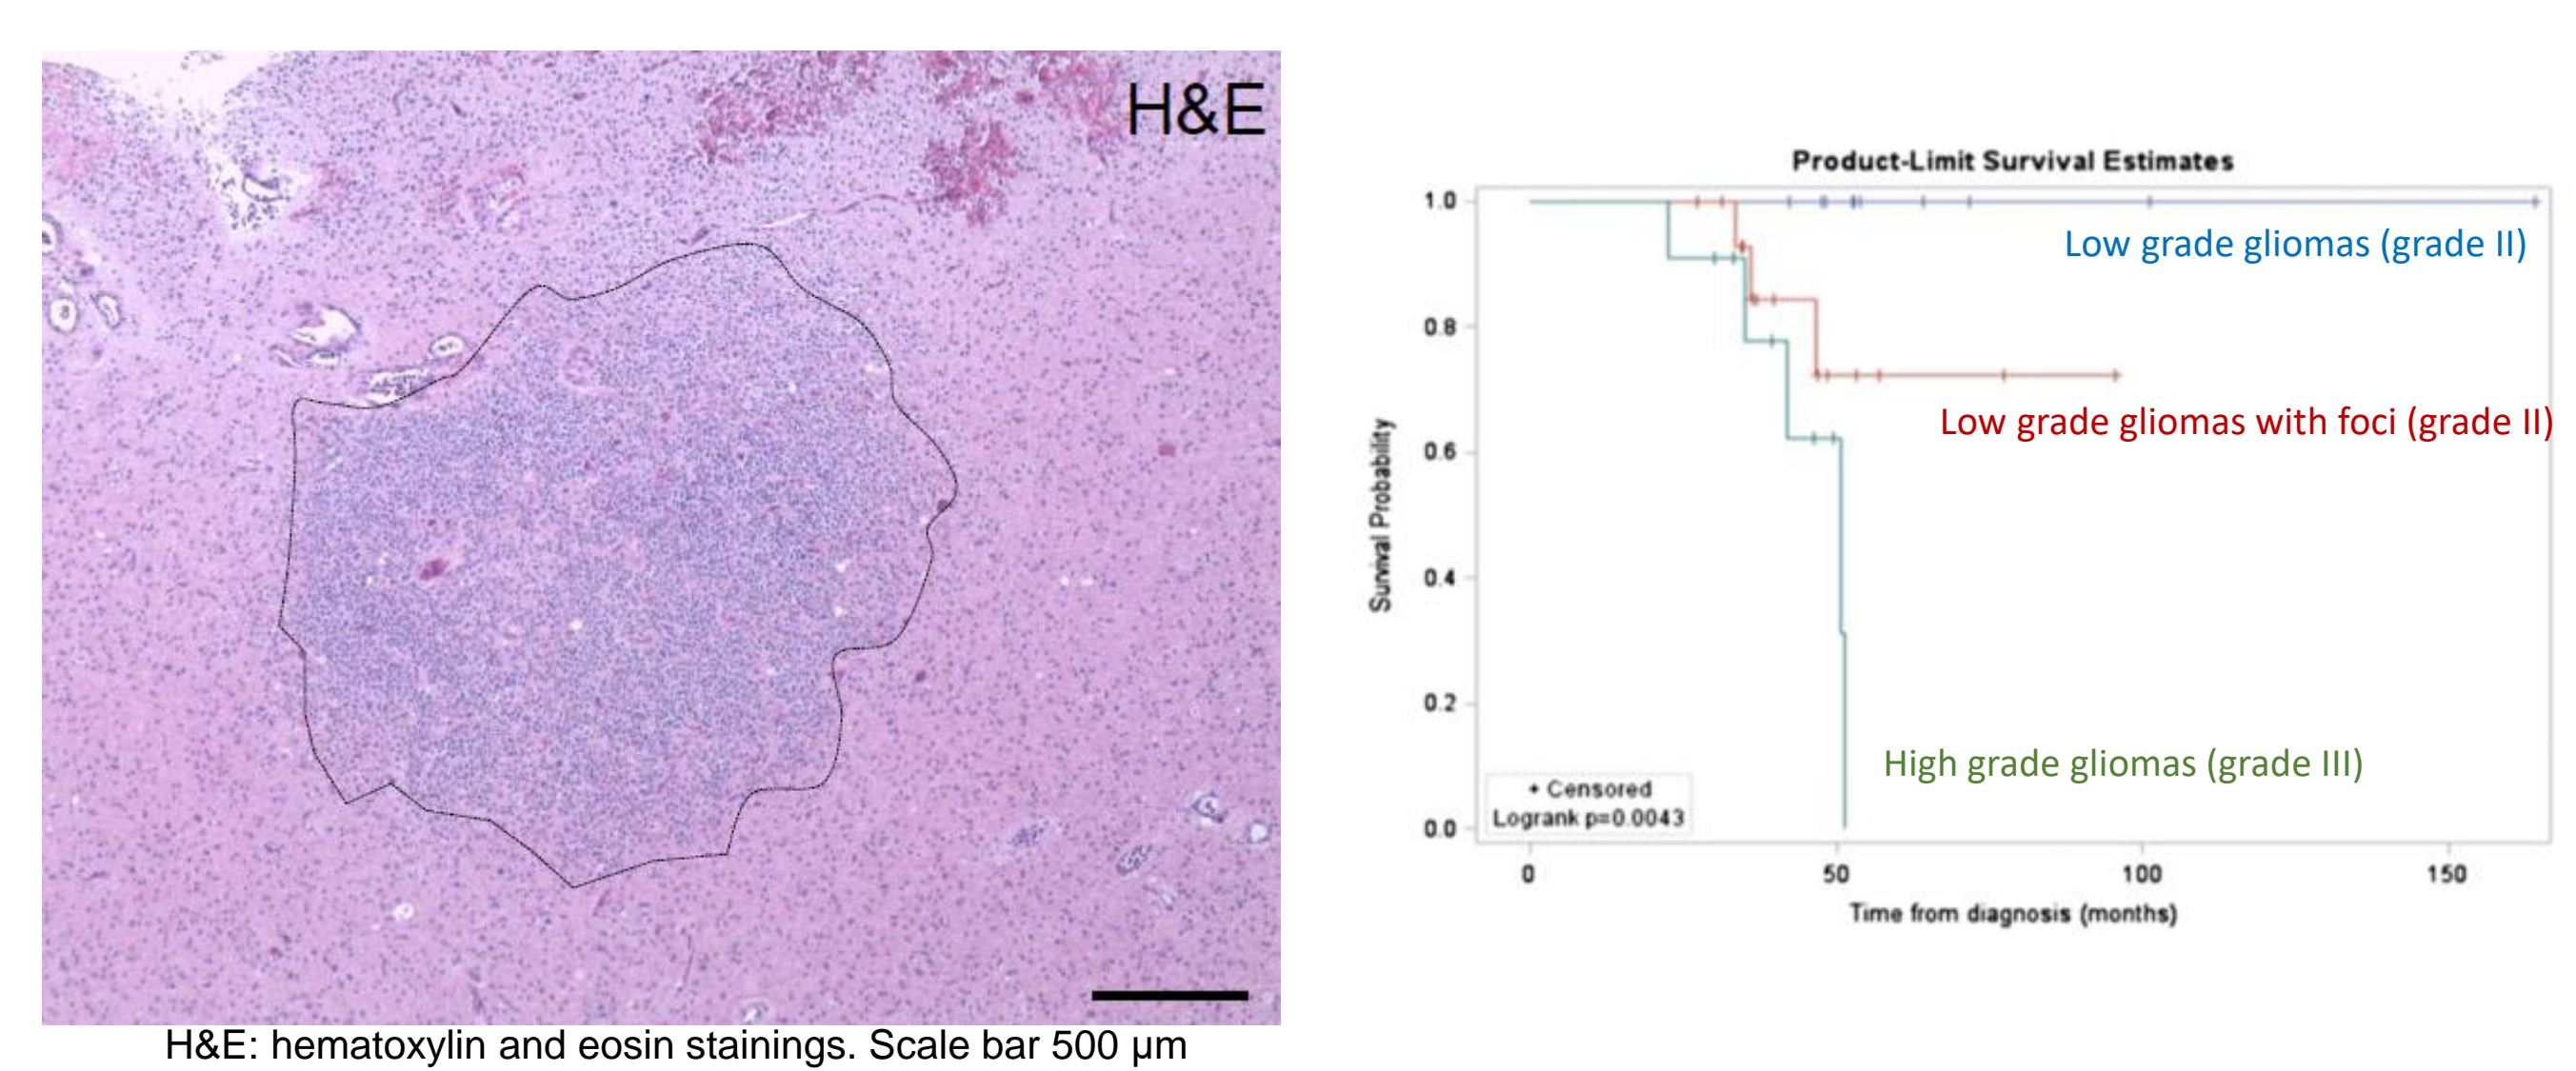 H&E
H&E: hematoxylin and eosin stainings. Scale bar 500 µm
Product-Limit Survival Estimates
1.0
0.8
0.6
0.4
0.2
0.0
Survival Probability
Low grade gliomas (grade II)
Low grade gliomas with foci (grade II)
High grade gliomas (grade III)
+ Censored
Logrank p=0.0043
0 50 100 150
Time from diagnosis (months)